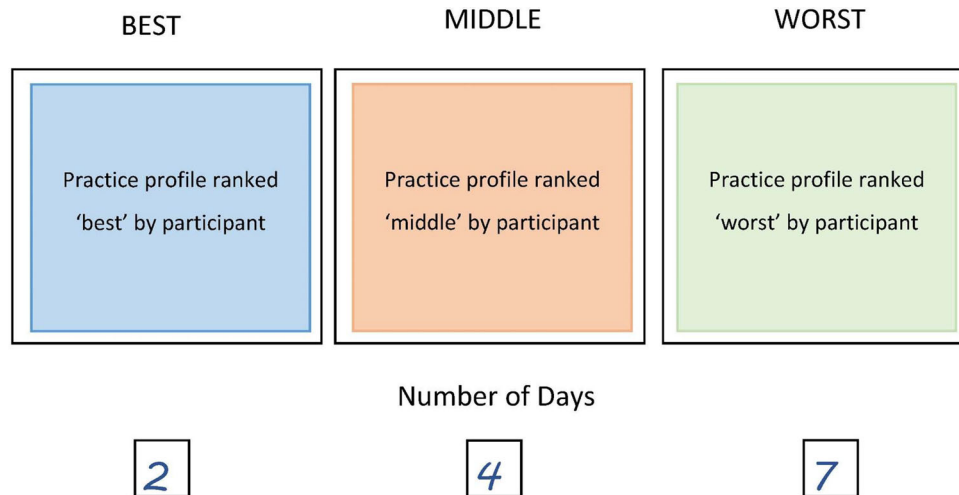 BEST
MIDDLE
WORST
Practice profile ranked
‘best’ by participant
Practice profile ranked
‘middle’ by participant
Practice profile ranked
‘worst’ by participant
Number of Days
2
4
7